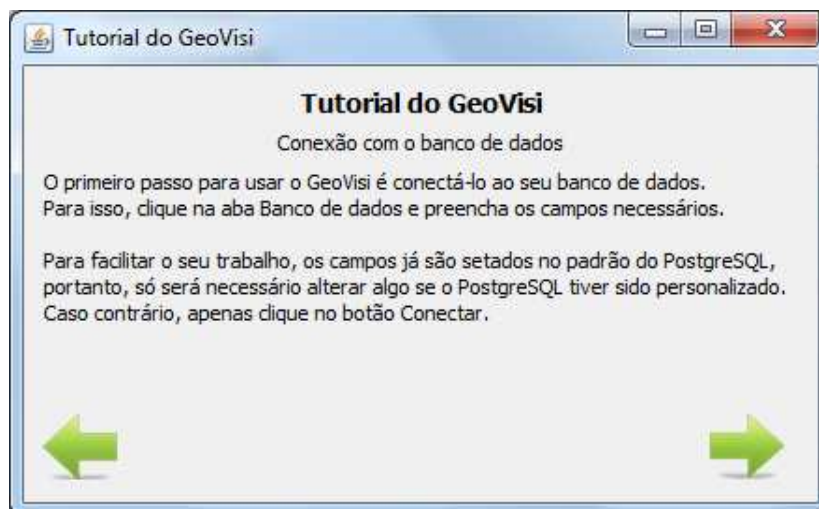 Tutorial do GeoVisi
Tutorial do GeoVisi
Conexão com o banco de dados
O primeiro passo para usar o GeoVisi é conectá-lo ao seu banco de dados.
Para isso, clique na aba Banco de dados e preencha os campos necessários.
Para facilitar o seu trabalho, os campos já são setados no padrão do PostgreSQL,
portanto, só será necessário alterar algo se o PostgreSQL tiver sido personalizado.
Caso contrário, apenas clique no botão Conectar.